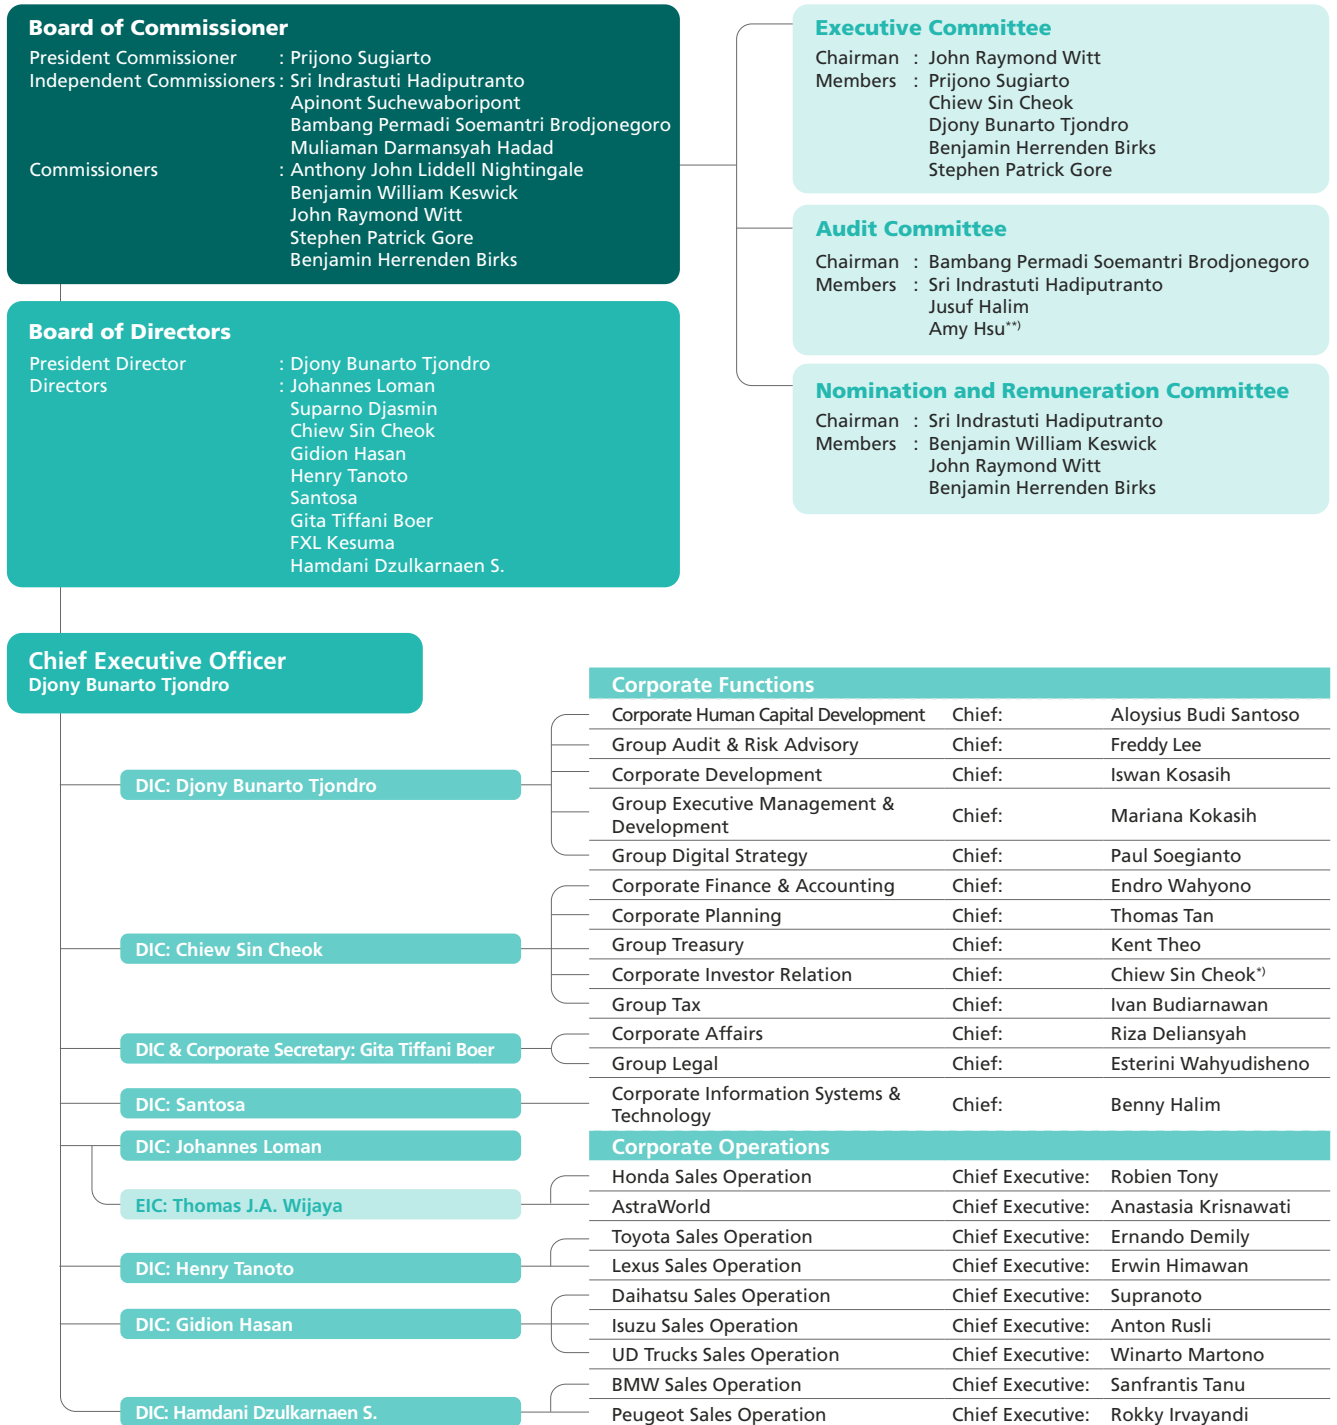 Board of Commissioner
President Commissioner : Prijono Sugiarto
Independent Commissioners : Sri Indrastuti Hadiputranto
Apinont Suchewaboripont
Bambang Permadi Soemantri Brodjonegoro
Muliaman Darmansyah Hadad
Commissioners : Anthony John Liddell Nightingale
Benjamin William Keswick
John Raymond Witt
Stephen Patrick Gore
Benjamin Herrenden Birks
Executive Committee
Chairman : John Raymond Witt
Members : Prijono Sugiarto
Chiew Sin Cheok
Djony Bunarto Tjondro
Benjamin Herrenden Birks
Stephen Patrick Gore
Audit Committee
Chairman : Bambang Permadi Soemantri Brodjonegoro
Members : Sri Indrastuti Hadiputranto
Jusuf Halim
Amy Hsu**)
Nomination and Remuneration Committee
Chairman : Sri Indrastuti Hadiputranto
Members : Benjamin William Keswick
John Raymond Witt
Benjamin Herrenden Birks
Board of Directors
President Director : Djony Bunarto Tjondro
Directors : Johannes Loman
Suparno Djasmin
Chiew Sin Cheok
Gidion Hasan
Henry Tanoto
Santosa
Gita Tiffani Boer
FXL Kesuma
Hamdani Dzulkarnaen S.
Chief Executive Officer
Djony Bunarto Tjondro
Corporate Functions
DIC: Djony Bunarto Tjondro
Corporate Human Capital Development Chief: Aloysius Budi Santoso
Group Audit & Risk Advisory Chief: Freddy Lee
Corporate Development Chief: Iswan Kosasih
Group Executive Management &
Development Chief: Mariana Kokasih
Group Digital Strategy Chief: Paul Soegianto
DIC: Chiew Sin Cheok
Corporate Finance & Accounting Chief: Endro Wahyono
Corporate Planning Chief: Thomas Tan
Group Treasury Chief: Kent Theo
Corporate Investor Relation Chief: Chiew Sin Cheok*)
Group Tax Chief: Ivan Budiarnawan
DIC & Corporate Secretary: Gita Tiffani Boer
Corporate Affairs Chief: Riza Deliansyah
Group Legal Chief: Esterini Wahyudisheno
DIC: Santosa
Corporate Information Systems &
Technology Chief: Benny Halim
DIC: Johannes Loman
Corporate Operations
EIC: Thomas J.A. Wijaya
Honda Sales Operation Chief Executive: Robien Tony
AstraWorld Chief Executive: Anastasia Krisnawati
DIC: Henry Tanoto
Toyota Sales Operation Chief Executive: Ernando Demily
Lexus Sales Operation Chief Executive: Erwin Himawan
DIC: Gidion Hasan
Daihatsu Sales Operation Chief Executive: Supranoto
Isuzu Sales Operation Chief Executive: Anton Rusli
UD Trucks Sales Operation Chief Executive: Winarto Martono
DIC: Hamdani Dzulkarnaen S.
BMW Sales Operation Chief Executive: Sanfrantis Tanu
Peugeot Sales Operation Chief Executive: Rokky Irvayandi